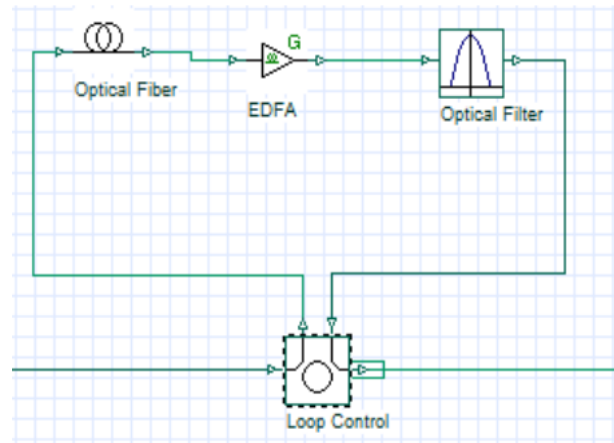 G
Optical Fiber
EDFA
Optical Filter
Loop Control